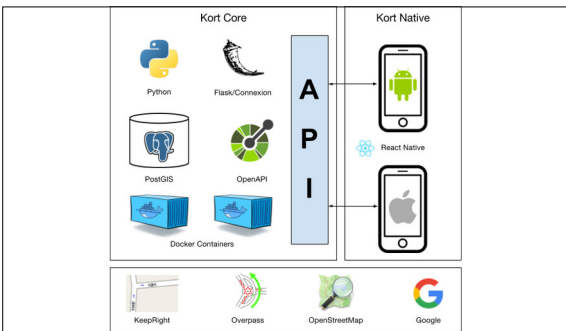 Kort Core
Kort Native
Python
Flask/Connexion
A
P
I
PostGIS
OpenAPI
React Native
Docker Containers
KeepRight
Overpass
OpenStreetMap
Google